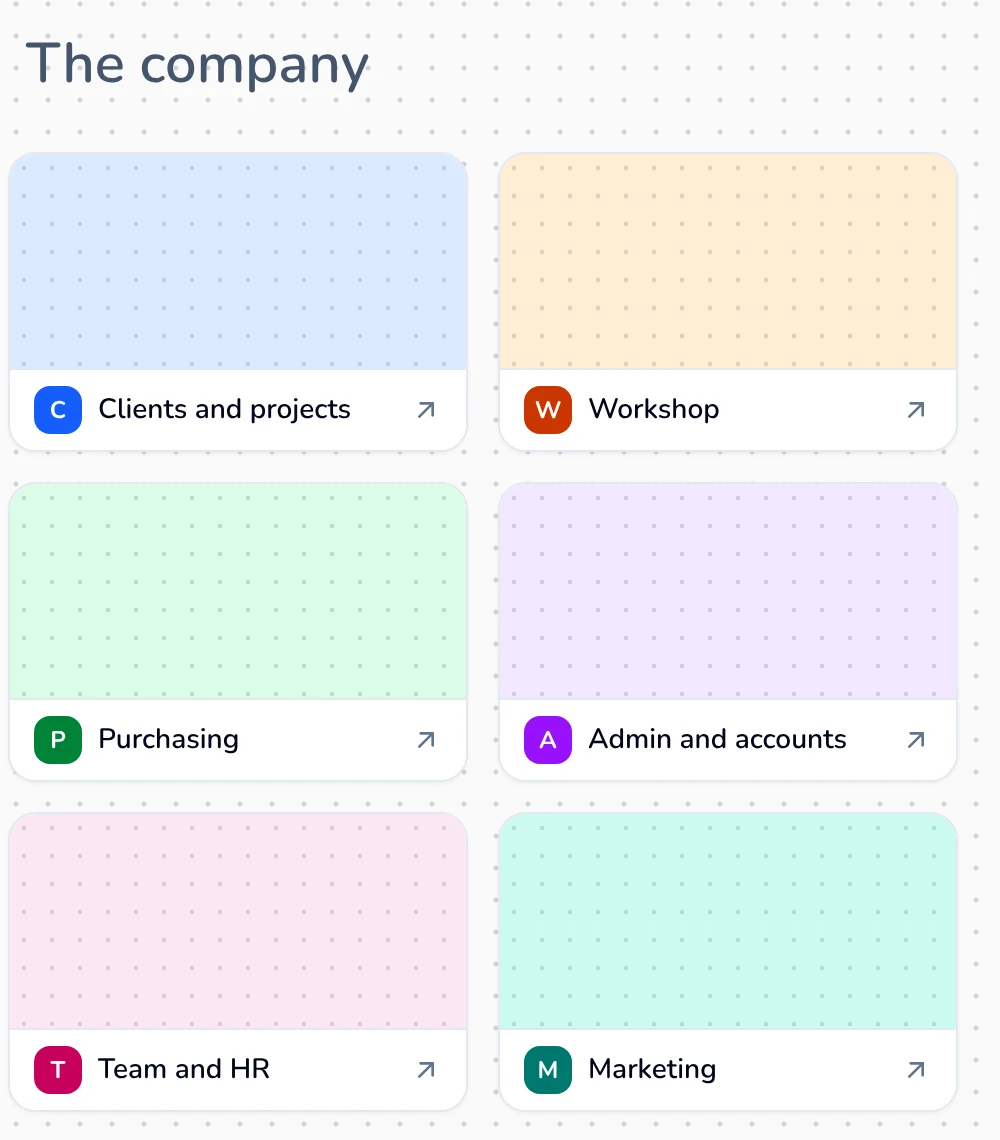 The company
C Clients and projects
W Workshop
P Purchasing
A Admin and accounts
T Team and HR
M Marketing